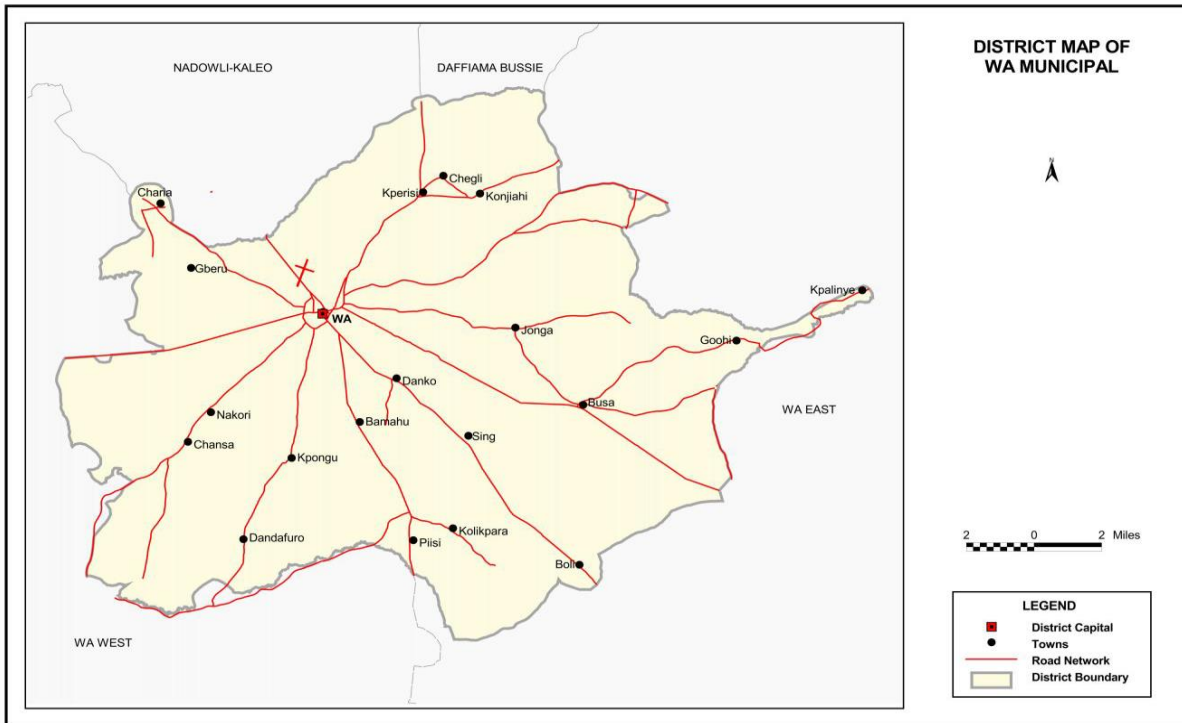 DISTRICT MAP OF
WA MUNICIPAL
NADOWLI-KALEO
DAFFIAMA BUSSIE
N
Chegli
Kperisi
Konjiahi
Charia
Gberu
Kpalinye
WA
Jonga
Goohi
Danko
Busa
WA EAST
Nakori
Bamahu
Sing
Chansa
Kpongu
Kolikpara
Dandafuro
Piisi
Boli
WA WEST
2 0 2 Miles
LEGEND
District Capital
Towns
Road Network
District Boundary